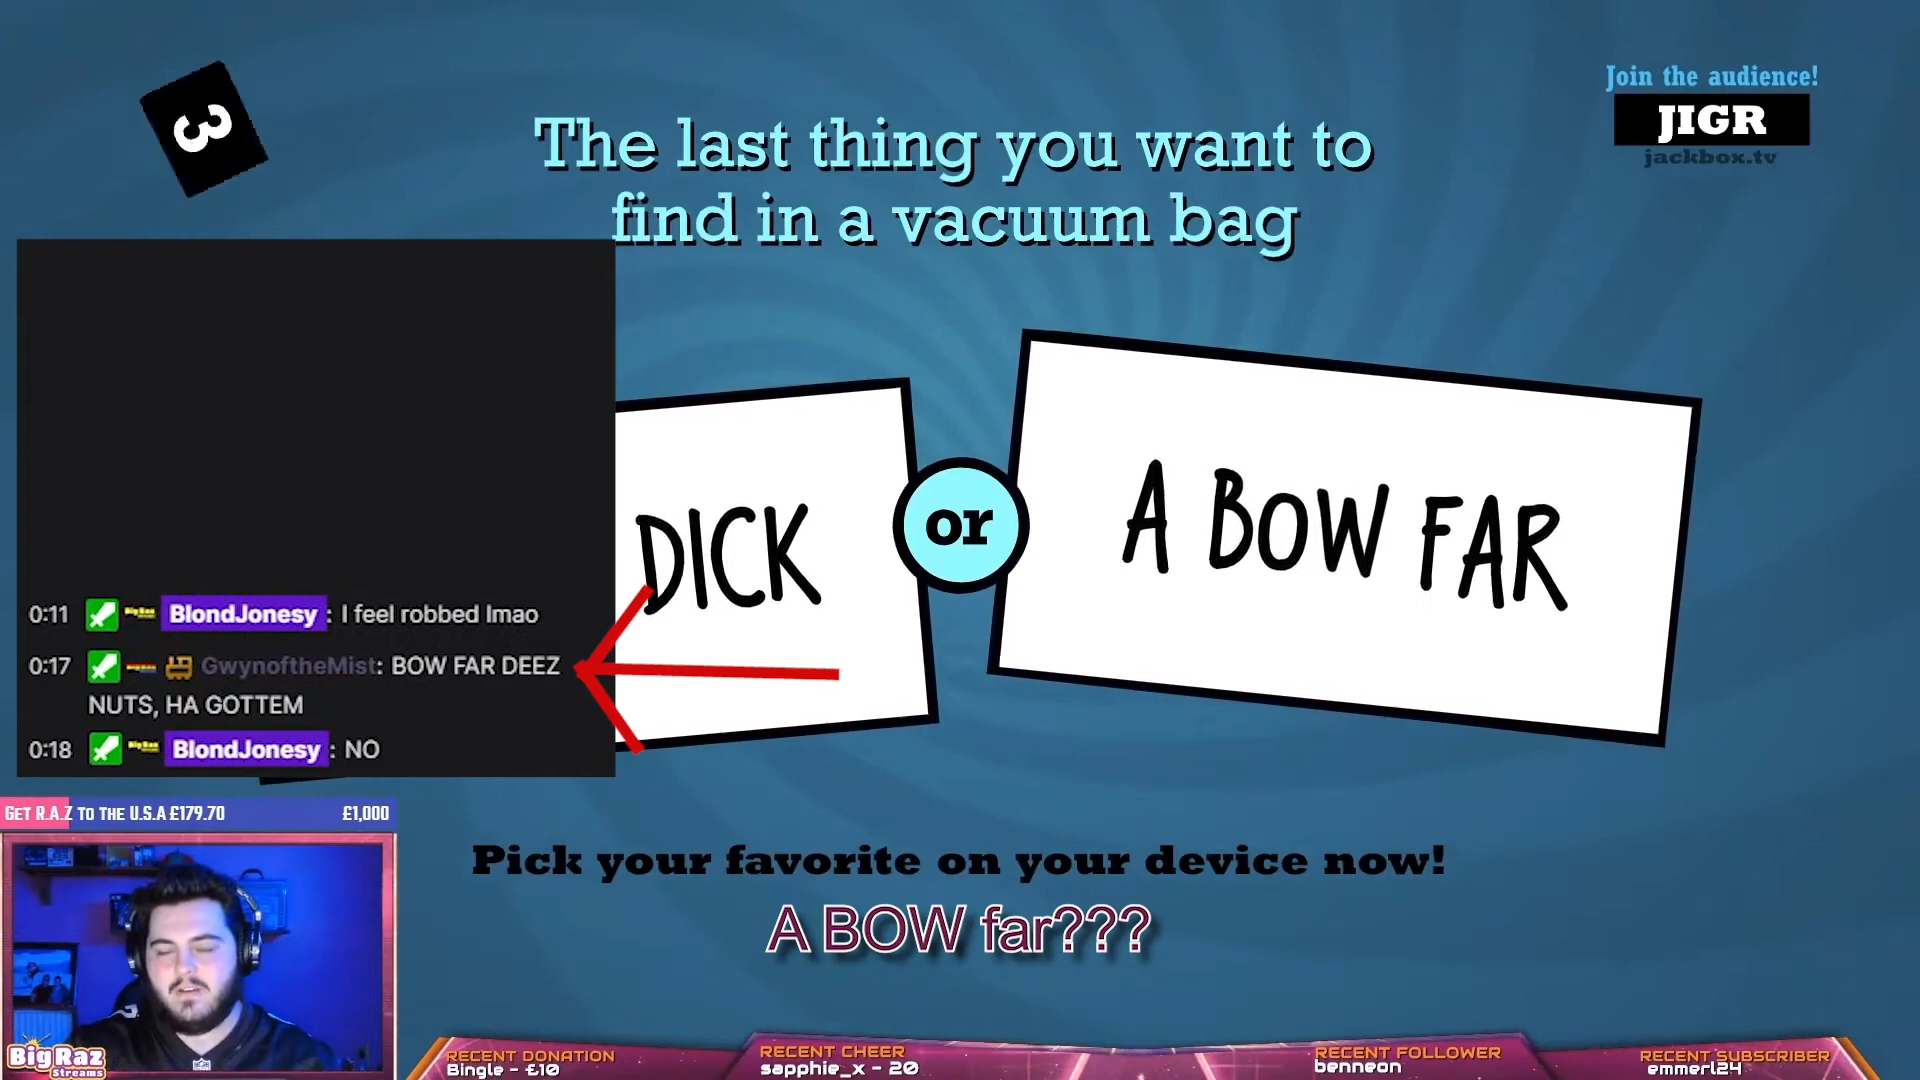 3
The last thing you want to
find in a vacuum bag
Join the audience!
JIGR
jackbox.tv
DICK
or
A BOW FAR
0:11 BlondJonesy: I feel robbed lmao
0:17 GwynoftheMist: BOW FAR DEEZ
NUTS, HA GOTTEM
0:18 BlondJonesy: NO
GET R.A.Z TO THE U.S.A £179.70 £1,000
Pick your favorite on your device now!
A BOW far???
BigRaz
Streams
RECENT DONATION
Bingle - £10
RECENT CHEER
sapphie_x - 20
RECENT FOLLOWER
benneon
RECENT SUBSCRIBER
emmerl24